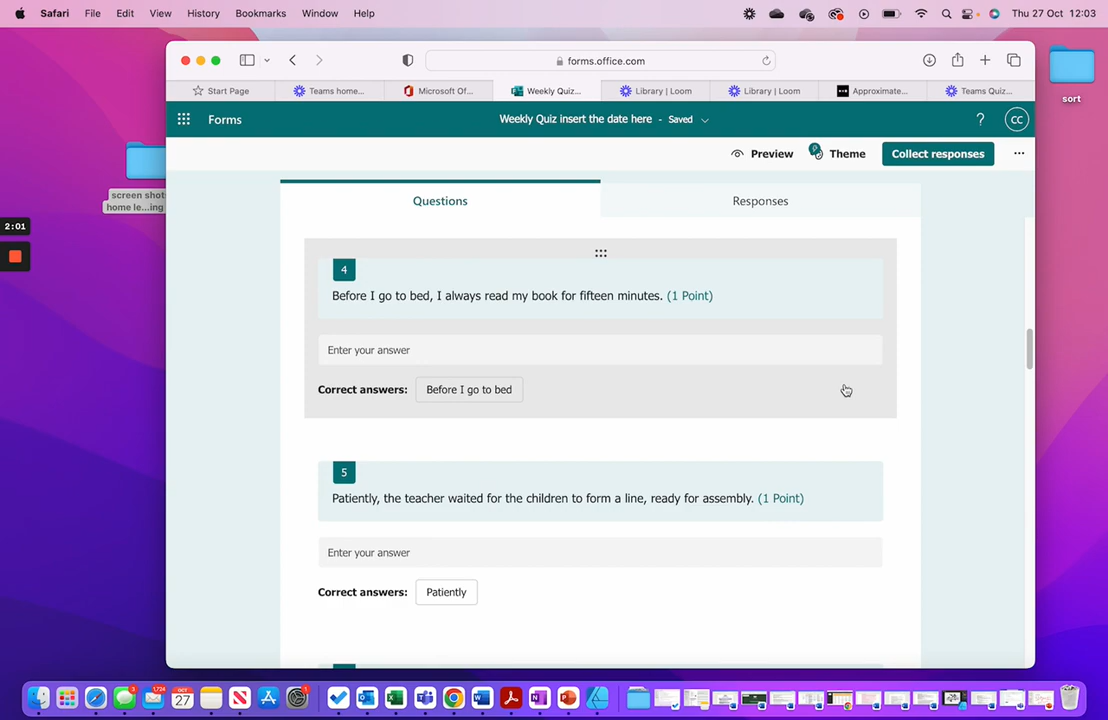 Safari File Edit View History Bookmarks Window Help Thu 27 Oct 12:03
forms.office.com
Start Page Teams home... Microsoft Of... Weekly Quiz... Library | Loom Library | Loom Approximate... Teams Quiz...
sort
Forms Weekly Quiz insert the date here - Saved ? CC
Preview Theme Collect responses ...
screen shot
home le...ing
Questions Responses
2:01
4
Before I go to bed, I always read my book for fifteen minutes. (1 Point)
Enter your answer
Correct answers: Before I go to bed
5
Patiently, the teacher waited for the children to form a line, ready for assembly. (1 Point)
Enter your answer
Correct answers: Patiently
3 1,724 OCT 27